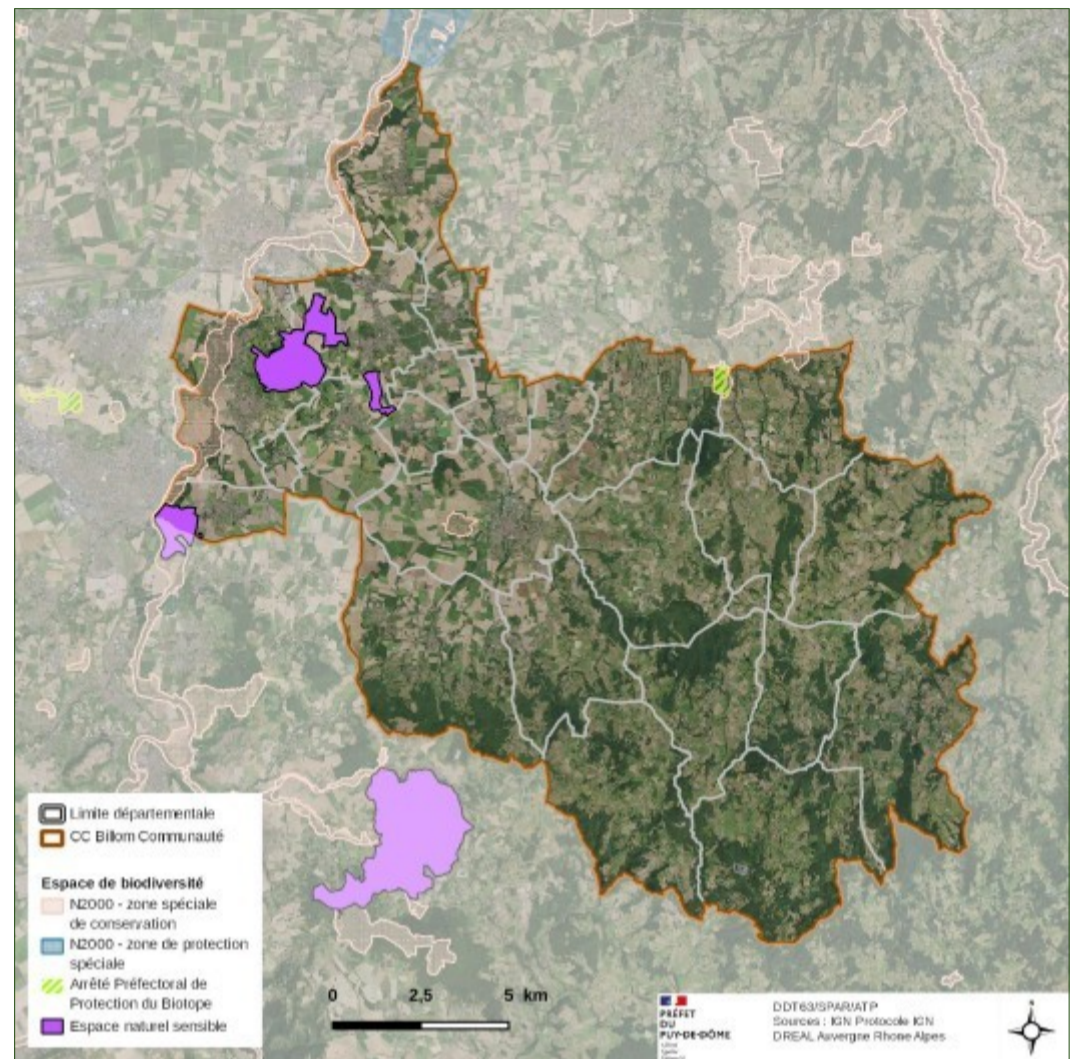 Limite départementale
CC Billom Communauté
Espace de biodiversité
N2000 - zone spéciale
de conservation
N2000 - zone de protection
spéciale
Arrêté Préfectoral de
Protection du Biotope
Espace naturel sensible
0 2,5 5 km
PRÉFET
DU
PUY-DE-DÔME
DDT63/SPAR/ATP
Sources : IGN Protocole IGN
DREAL Auvergne Rhone Alpes